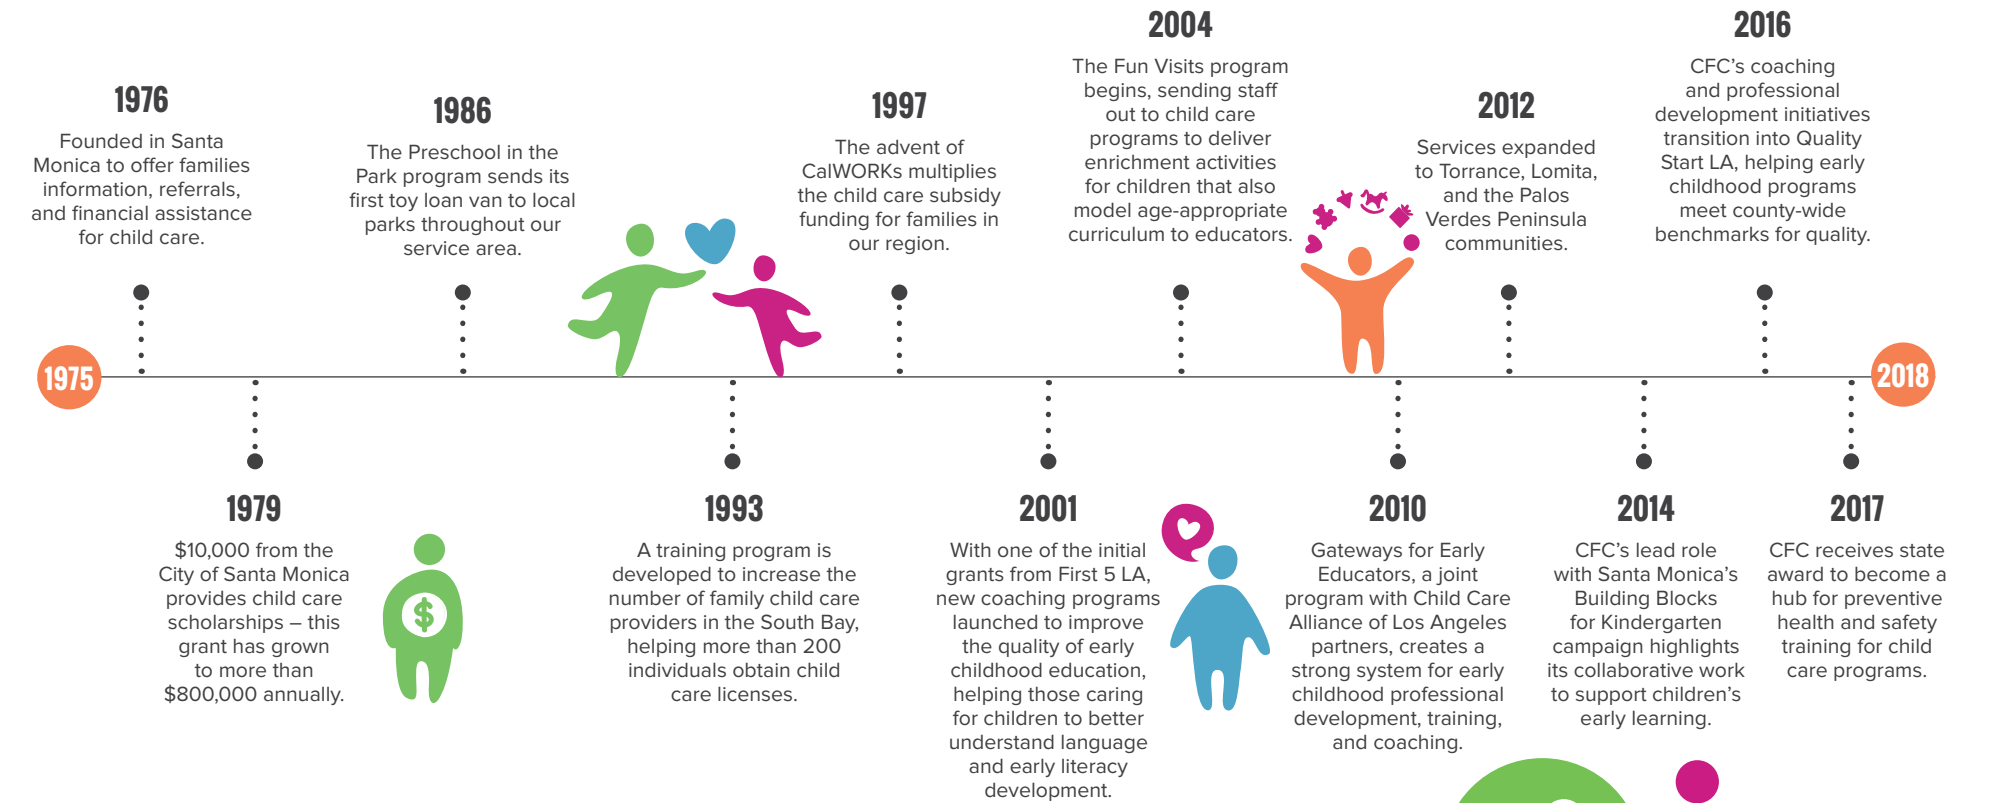 1976
Founded in Santa
Monica to offer families
information, referrals,
and financial assistance
for child care.
1986
The Preschool in the
Park program sends its
first toy loan van to local
parks throughout our
service area.
1997
The advent of
CalWORKs multiplies
the child care subsidy
funding for families in
our region.
2004
The Fun Visits program
begins, sending staff
out to child care
programs to deliver
enrichment activities
for children that also
model age-appropriate
curriculum to educators.
2012
Services expanded
to Torrance, Lomita,
and the Palos
Verdes Peninsula
communities.
2016
CFC’s coaching
and professional
development initiatives
transition into Quality
Start LA, helping early
childhood programs
meet county-wide
benchmarks for quality.
1975
2018
1979
$10,000 from the
City of Santa Monica
provides child care
scholarships – this
grant has grown
to more than
$800,000 annually.
$
1993
A training program is
developed to increase the
number of family child care
providers in the South Bay,
helping more than 200
individuals obtain child
care licenses.
2001
With one of the initial
grants from First 5 LA,
new coaching programs
launched to improve
the quality of early
childhood education,
helping those caring
for children to better
understand language
and early literacy
development.
2010
Gateways for Early
Educators, a joint
program with Child Care
Alliance of Los Angeles
partners, creates a
strong system for early
childhood professional
development, training,
and coaching.
2014
CFC’s lead role
with Santa Monica’s
Building Blocks
for Kindergarten
campaign highlights
its collaborative work
to support children’s
early learning.
2017
CFC receives state
award to become a
hub for preventive
health and safety
training for child
care programs.